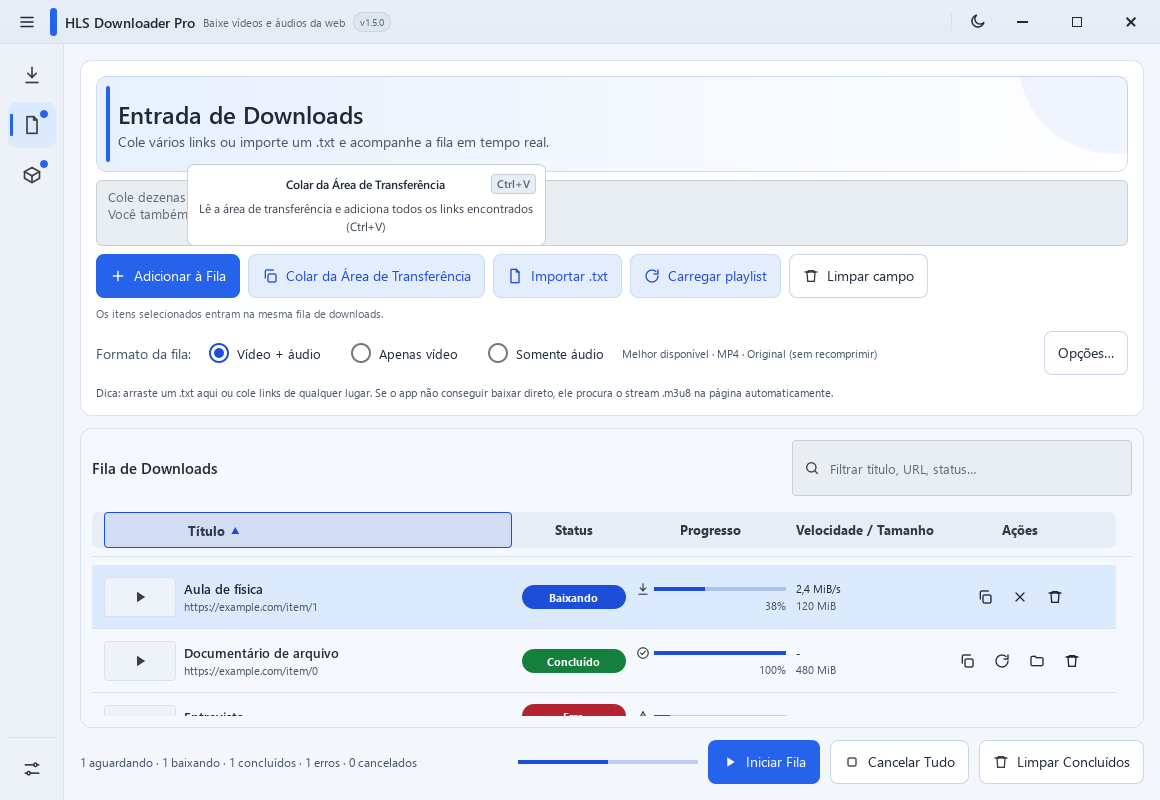 HLS Downloader Pro Baixe vídeos e áudios da web v1.5.0
Entrada de Downloads
Cole vários links ou importe um .txt e acompanhe a fila em tempo real.
Colar da Área de Transferência Ctrl+V
Cole dezenas
Lê a área de transferência e adiciona todos os links encontrados
Você também
(Ctrl+V)
Adicionar à Fila Colar da Área de Transferência Importar .txt Carregar playlist Limpar campo
Os itens selecionados entram na mesma fila de downloads.
Formato da fila: Vídeo + áudio Apenas vídeo Somente áudio Melhor disponível · MP4 · Original (sem recomprimir) Opções...
Dica: arraste um .txt aqui ou cole links de qualquer lugar. Se o app não conseguir baixar direto, ele procura o stream .m3u8 na página automaticamente.
Fila de Downloads Filtrar título, URL, status...
Título Status Progresso Velocidade / Tamanho Ações
Aula de física
https://example.com/item/1
Baixando
38%
2,4 MiB/s
120 MiB
Documentário de arquivo
https://example.com/item/0
Concluído
100%
-
480 MiB
1 aguardando · 1 baixando · 1 concluídos · 1 erros · 0 cancelados Iniciar Fila Cancelar Tudo Limpar Concluídos